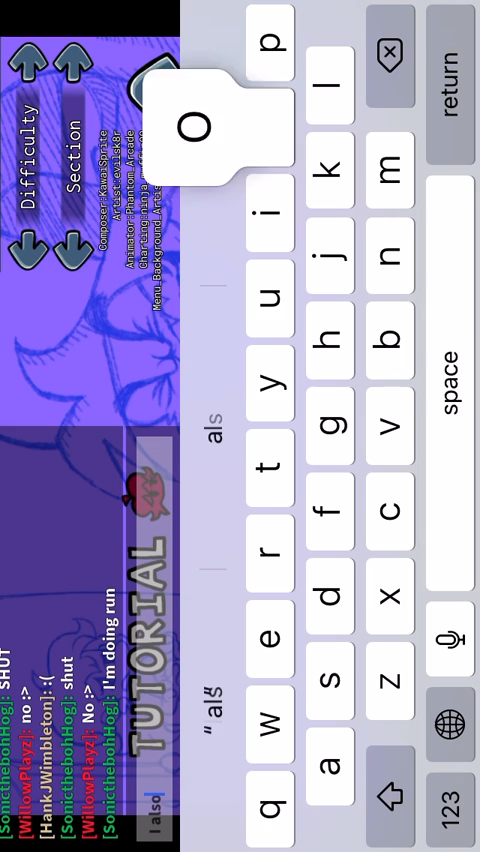 [SonicthebohHog]: SHUT
[WillowPlayz]: no :>
[HankJWimbleton]: :(
[SonicthebohHog]: shut
[WillowPlayz]: No :>
[SonicthebohHog]: I'm doing run
TUTORIAL
I also
Difficulty
Section
Composer:KawaiSprite
Artist:evilsk8r
Animator:Phantom_Arcade
“ als“
als
q w e r t y u i O p
a s d f g h j k l
z x c v b n m
123
space
return